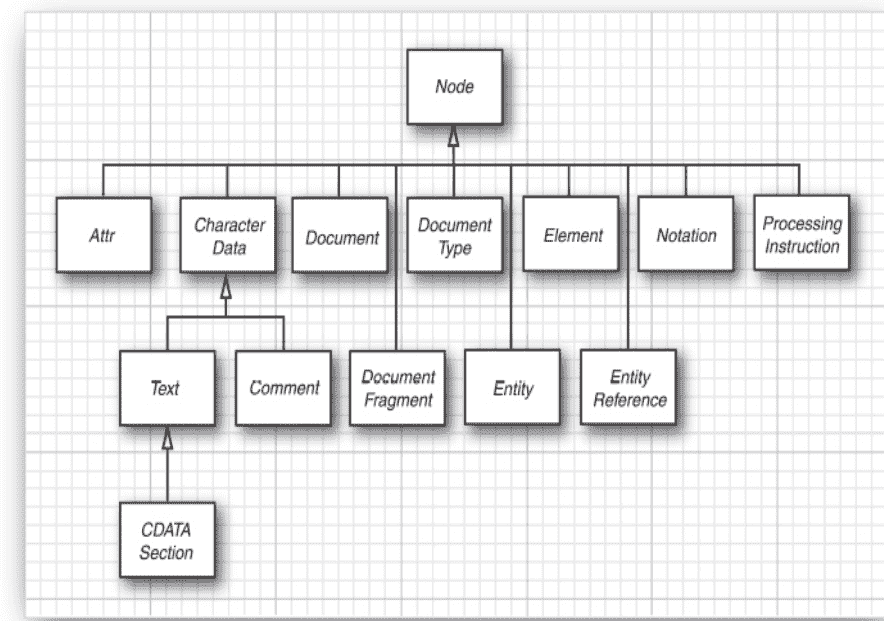 Node
Attr
Character
Data
Document
Document
Type
Element
Notation
Processing
Instruction
Text
Comment
Document
Fragment
Entity
Entity
Reference
CDATA
Section